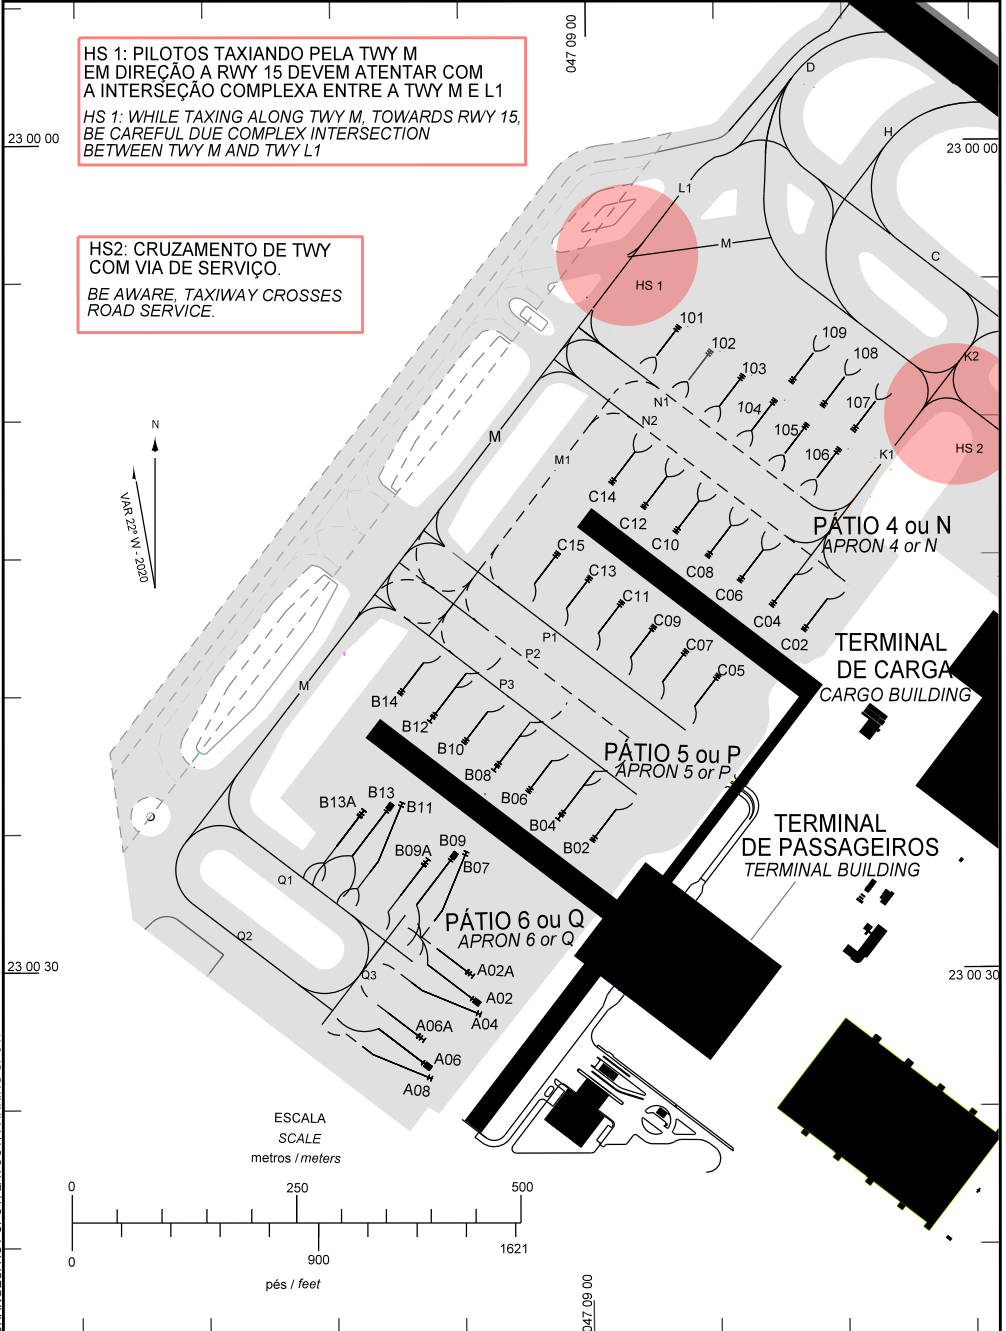 HS 1: PILOTOS TAXIANDO PELA TWY M
EM DIREÇÃO A RWY 15 DEVEM ATENTAR COM
A INTERSEÇÃO COMPLEXA ENTRE A TWY M E L1
HS 1: WHILE TAXING ALONG TWY M, TOWARDS RWY 15,
BE CAREFUL DUE COMPLEX INTERSECTION
BETWEEN TWY M AND TWY L1
047 09 00
D
H
23 00 00
23 00 00
L1
HS2: CRUZAMENTO DE TWY
COM VIA DE SERVIÇO.
BE AWARE, TAXIWAY CROSSES
ROAD SERVICE.
M
C
HS 1
101
102
109
108
K2
103
104
107
N1
N2
105
106
K1
HS 2
N
VAR 22º W - 2020
M
M1
C14
C12
C10
C08
C06
C04
C02
PÁTIO 4 ou N
APRON 4 or N
C15
C13
C11
C09
C07
C05
P1
P2
P3
M
TERMINAL
DE CARGA
CARGO BUILDING
B14
B12
B10
B08
B06
B04
B02
PÁTIO 5 ou P
APRON 5 or P
B13A
B13
B11
B09A
B09
B07
TERMINAL
DE PASSAGEIROS
TERMINAL BUILDING
Q1
Q2
Q3
PÁTIO 6 ou Q
APRON 6 or Q
23 00 30
23 00 30
A02A
A02
A04
A06A
A06
A08
ESCALA
SCALE
metros / meters
0
250
500
0
900
1621
pés / feet
047 09 00